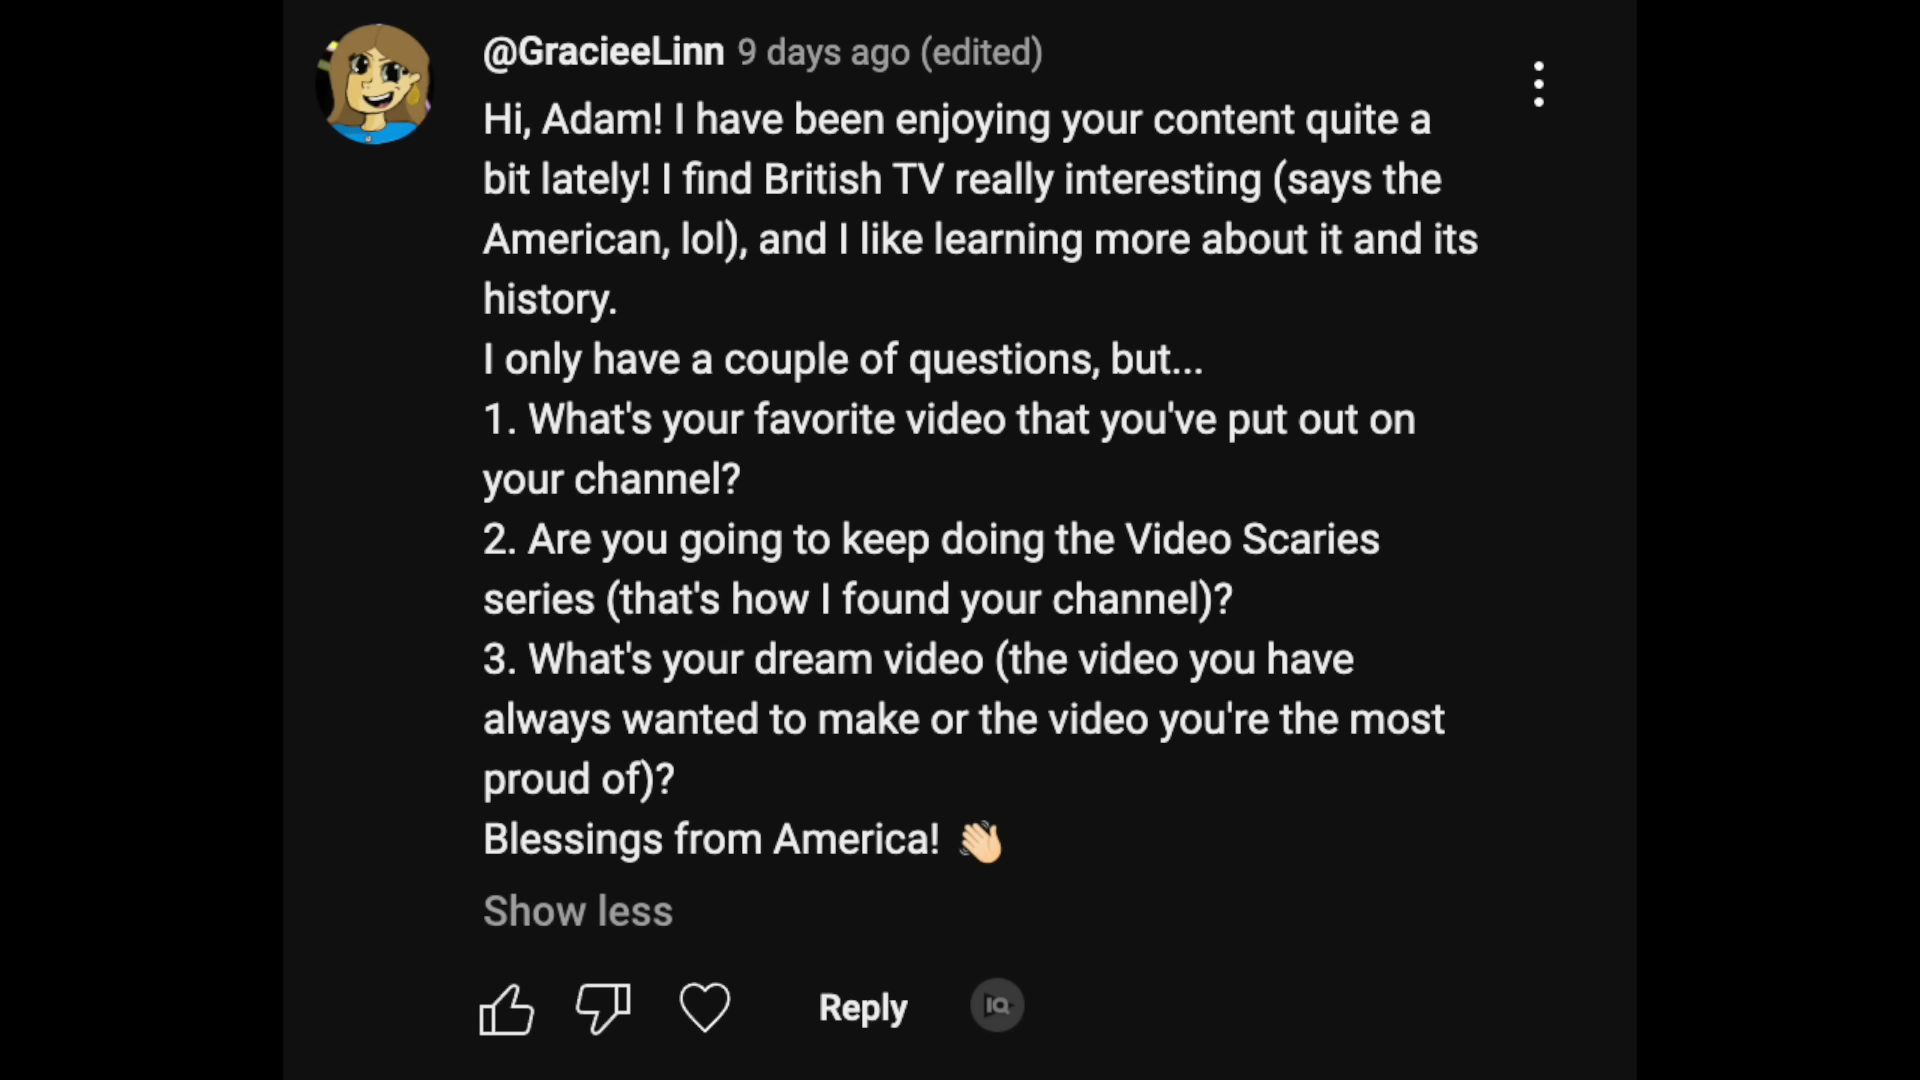 @GracieeLinn 9 days ago (edited)
Hi, Adam! I have been enjoying your content quite a
bit lately! I find British TV really interesting (says the
American, lol), and I like learning more about it and its
history.
I only have a couple of questions, but...
1. What's your favorite video that you've put out on
your channel?
2. Are you going to keep doing the Video Scaries
series (that's how I found your channel)?
3. What's your dream video (the video you have
always wanted to make or the video you're the most
proud of)?
Blessings from America! 👋🏻
Show less
Reply
IQ